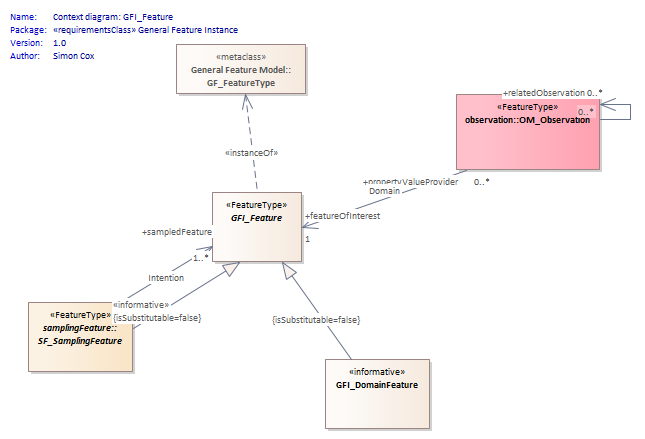 Name: Context diagram: GFI_Feature
Package: «requirementsClass» General Feature Instance
Version: 1.0
Author: Simon Cox
«metaclass»
General Feature Model::
GF_FeatureType
+relatedObservation 0..*
«FeatureType»
0..*
observation::OM_Observation
«instanceOf»
+propertyValueProvider 0..*
Domain
«FeatureType»
GFI_Feature
+featureOfInterest
+sampledFeature
1
1..*
Intention
«informative»
{isSubstitutable=false}
«FeatureType»
samplingFeature::
SF_SamplingFeature
{isSubstitutable=false}
«informative»
GFI_DomainFeature